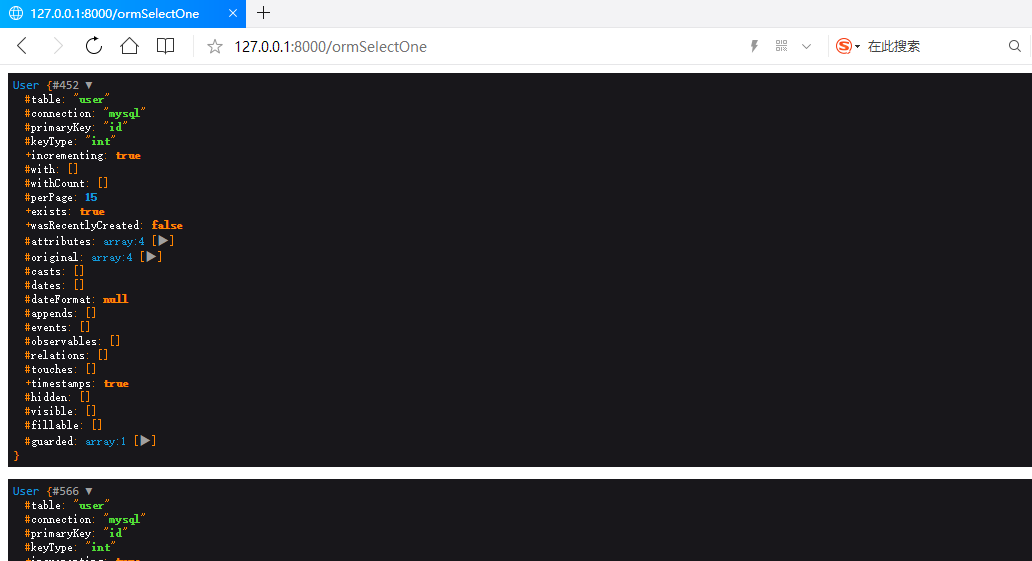 127.0.0.1:8000/ormSelectOne
127.0.0.1:8000/ormSelectOne 在此搜索
User {#452 ▼
#table: "user"
#connection: "mysql"
#primaryKey: "id"
#keyType: "int"
+incrementing: true
#with: []
#withCount: []
#perPage: 15
+exists: true
+wasRecentlyCreated: false
#attributes: array:4 [▶]
#original: array:4 [▶]
#casts: []
#dates: []
#dateFormat: null
#appends: []
#events: []
#observables: []
#relations: []
#touches: []
+timestamps: true
#hidden: []
#visible: []
#fillable: []
#guarded: array:1 [▶]
}
User {#566 ▼
#table: "user"
#connection: "mysql"
#primaryKey: "id"
#keyType: "int"
+incrementing: true